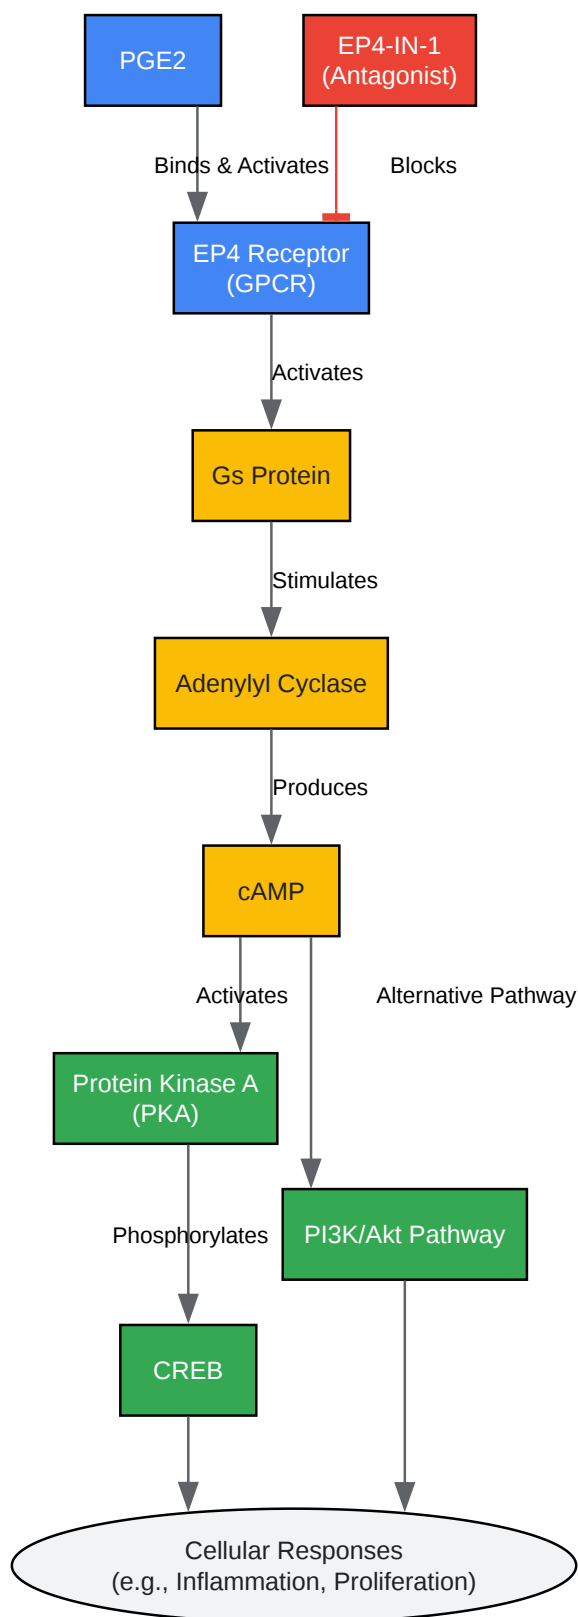 PGE2
EP4-IN-1
(Antagonist)
Binds & Activates
Blocks
EP4 Receptor
(GPCR)
Activates
Gs Protein
Stimulates
Adenylyl Cyclase
Produces
cAMP
Activates
Alternative Pathway
Protein Kinase A
(PKA)
Phosphorylates
PI3K/Akt Pathway
CREB
Cellular Responses
(e.g., Inflammation, Proliferation)